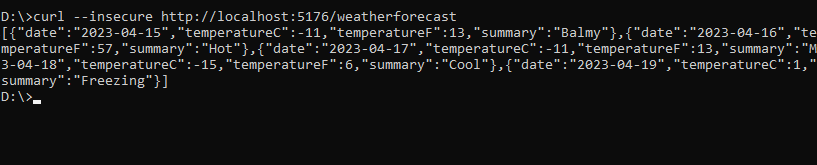 D:\>curl --insecure http://localhost:5176/weatherforecast
[{"date":"2023-04-15","temperatureC":-11,"temperatureF":13,"summary":"Balmy"},{"date":"2023-04-16","te
mperatureF":57,"summary":"Hot"},{"date":"2023-04-17","temperatureC":-11,"temperatureF":13,"summary":"M
3-04-18","temperatureC":-15,"temperatureF":6,"summary":"Cool"},{"date":"2023-04-19","temperatureC":1,"
summary":"Freezing"}]
D:\>